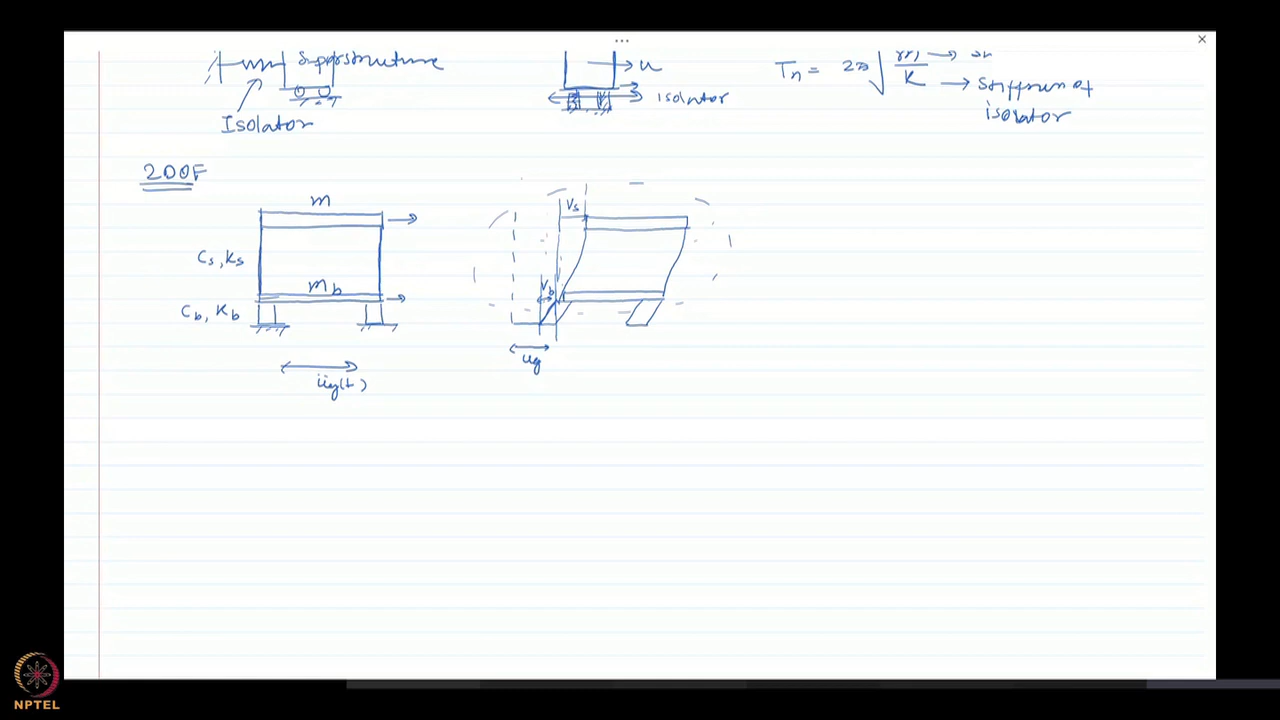 Superstructure
Isolator
u
isolator
Tn = 2π √ m/K → stiffness of isolator
2DOF
m
Cs, Ks
mb
Cb, Kb
üg(t)
Vs
Vb
ug
NPTEL